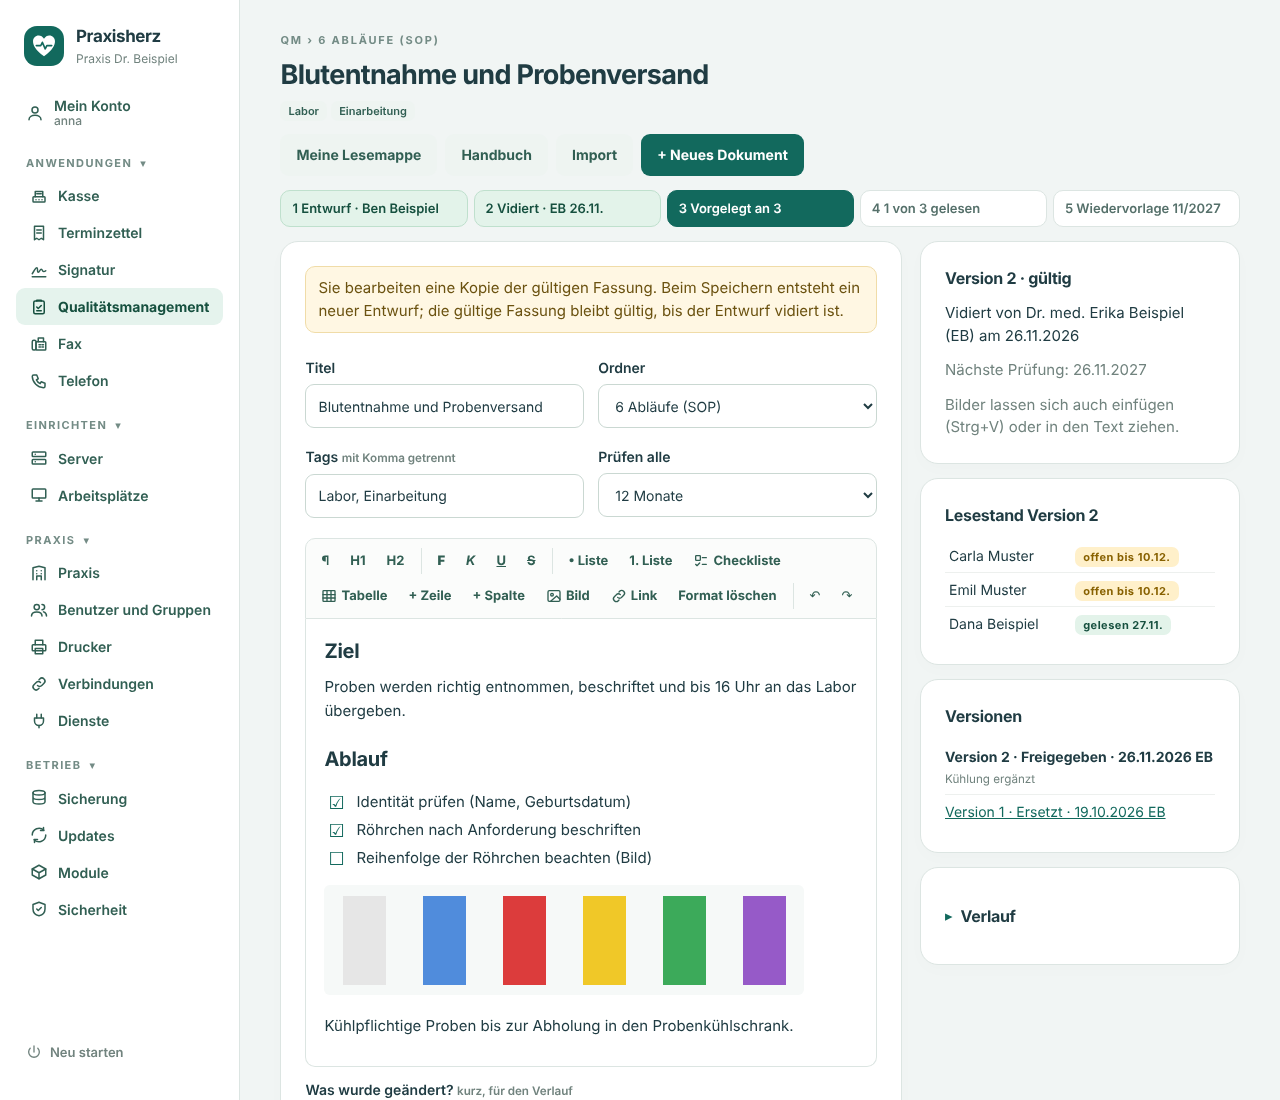 Praxisherz
Praxis Dr. Beispiel
Mein Konto
anna
ANWENDUNGEN ▾
Kasse
Terminzettel
Signatur
Qualitätsmanagement
Fax
Telefon
EINRICHTEN ▾
Server
Arbeitsplätze
PRAXIS ▾
Praxis
Benutzer und Gruppen
Drucker
Verbindungen
Dienste
BETRIEB ▾
Sicherung
Updates
Module
Sicherheit
Neu starten
QM › 6 ABLÄUFE (SOP)
Blutentnahme und Probenversand
Labor Einarbeitung
Meine Lesemappe Handbuch Import + Neues Dokument
1 Entwurf · Ben Beispiel 2 Vidiert · EB 26.11. 3 Vorgelegt an 3 4 1 von 3 gelesen 5 Wiedervorlage 11/2027
Sie bearbeiten eine Kopie der gültigen Fassung. Beim Speichern entsteht ein
neuer Entwurf; die gültige Fassung bleibt gültig, bis der Entwurf vidiert ist.
Titel Ordner
Blutentnahme und Probenversand 6 Abläufe (SOP)
Tags mit Komma getrennt Prüfen alle
Labor, Einarbeitung 12 Monate
¶ H1 H2 F K U S • Liste 1. Liste Checkliste
Tabelle + Zeile + Spalte Bild Link Format löschen ↶ ↷
Ziel
Proben werden richtig entnommen, beschriftet und bis 16 Uhr an das Labor
übergeben.
Ablauf
☑ Identität prüfen (Name, Geburtsdatum)
☑ Röhrchen nach Anforderung beschriften
☐ Reihenfolge der Röhrchen beachten (Bild)
Kühlpflichtige Proben bis zur Abholung in den Probenkühlschrank.
Was wurde geändert? kurz, für den Verlauf
Version 2 · gültig
Vidiert von Dr. med. Erika Beispiel
(EB) am 26.11.2026
Nächste Prüfung: 26.11.2027
Bilder lassen sich auch einfügen
(Strg+V) oder in den Text ziehen.
Lesestand Version 2
Carla Muster offen bis 10.12.
Emil Muster offen bis 10.12.
Dana Beispiel gelesen 27.11.
Versionen
Version 2 · Freigegeben · 26.11.2026 EB
Kühlung ergänzt
Version 1 · Ersetzt · 19.10.2026 EB
▸ Verlauf